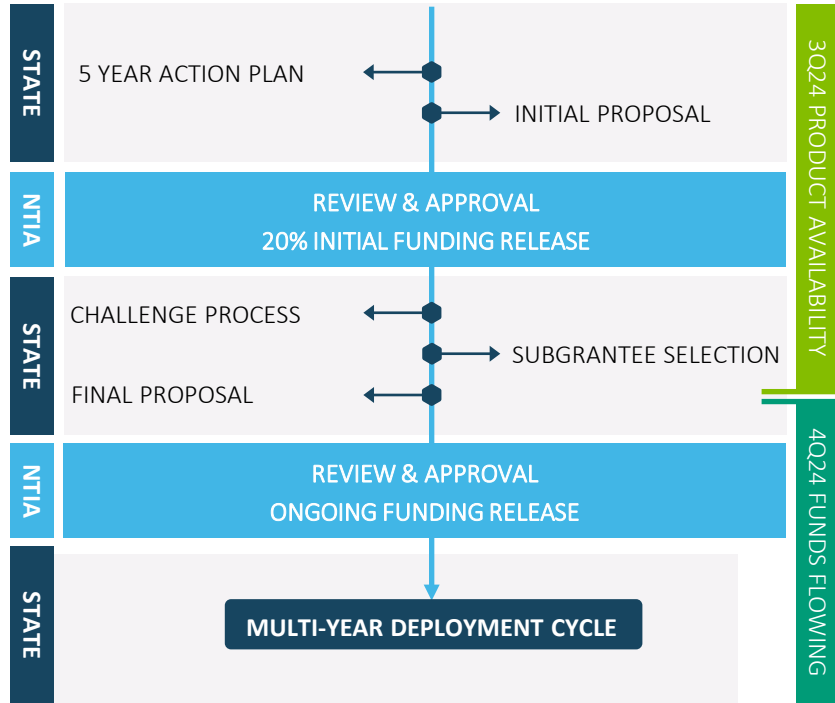 STATE
5 YEAR ACTION PLAN
INITIAL PROPOSAL
NTIA
REVIEW & APPROVAL
20% INITIAL FUNDING RELEASE
STATE
CHALLENGE PROCESS
SUBGRANTEE SELECTION
FINAL PROPOSAL
NTIA
REVIEW & APPROVAL
ONGOING FUNDING RELEASE
STATE
MULTI-YEAR DEPLOYMENT CYCLE
3Q24 PRODUCT AVAILABILITY
4Q24 FUNDS FLOWING